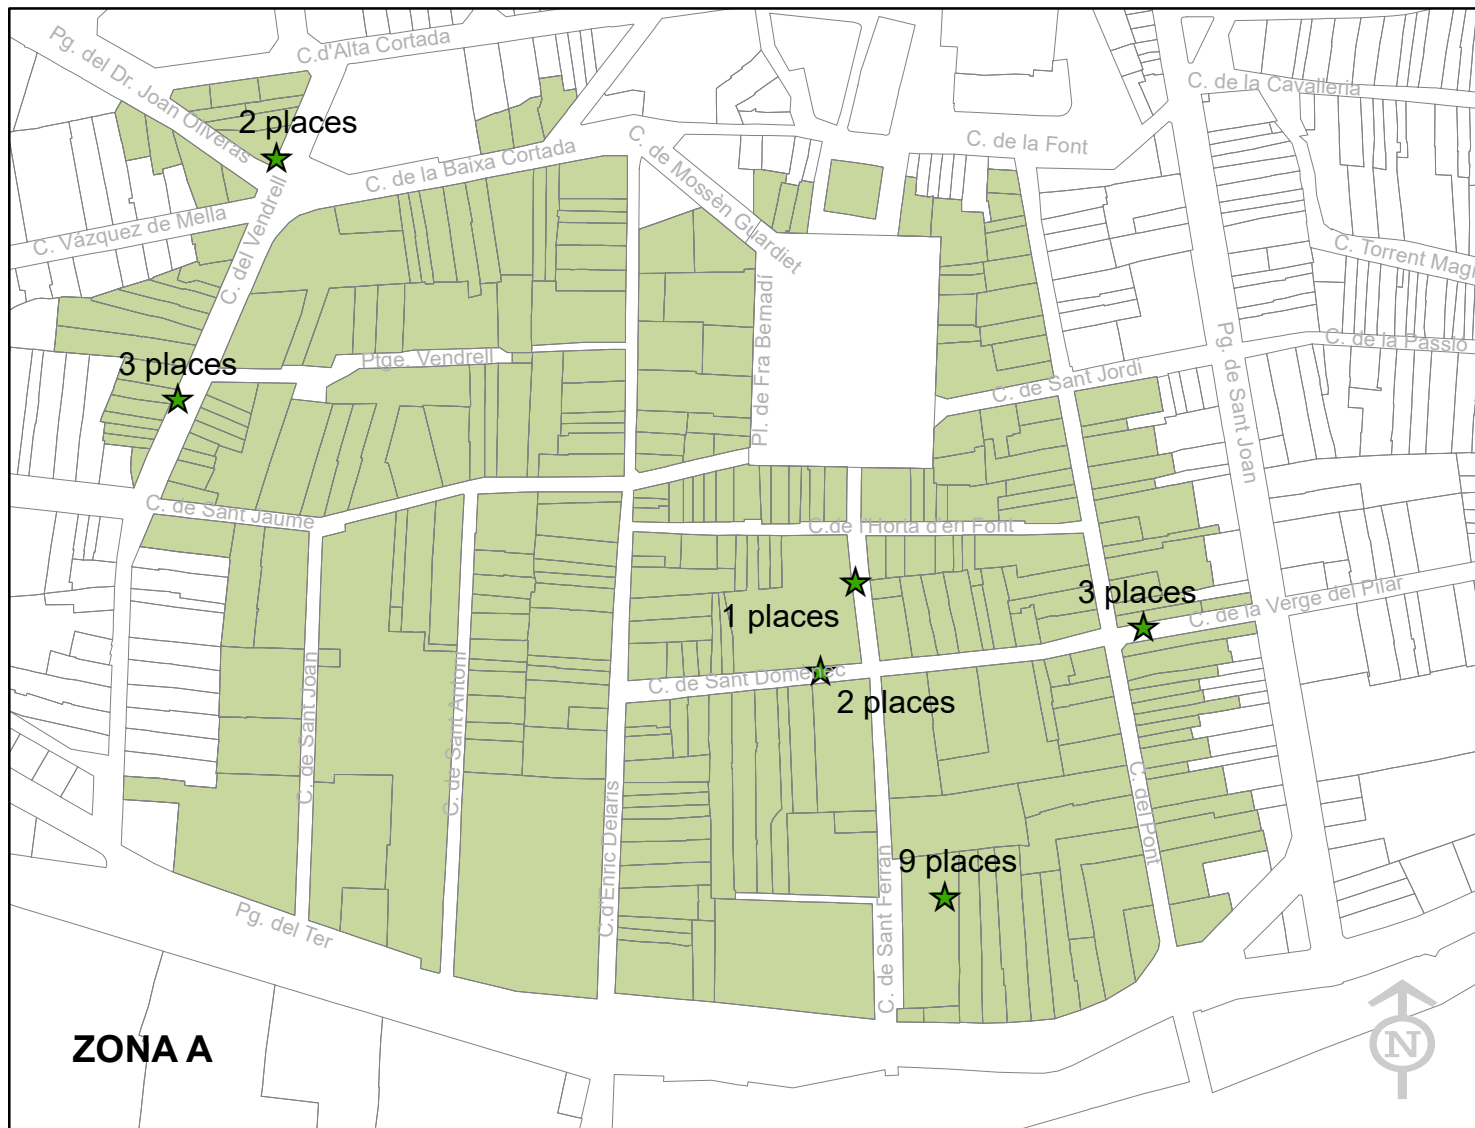 Pg. del Dr. Joan Oliveras
C.d'Alta Cortada
C. de la Cavalleria
2 places
C. de la Font
C. de Mossèn Guardiet
C. de la Baixa Cortada
C. Vázquez de Mella
C. del Vendrell
C. Torrent Magí
Pl. de Fra Bernadí
C. de la Passió
Pg. de Sant Joan
3 places
Ptge. Vendrell
C. de Sant Jordi
C. de Sant Jaume
C.de l'Horta d'en Font
3 places
1 places
C. de la Verge del Pilar
C. de Sant Domènec
2 places
C. de Sant Joan
C. de Sant Antoni
C.d'Enric Delaris
C. del Pont
9 places
C. de Sant Ferran
Pg. del Ter
ZONA A
N